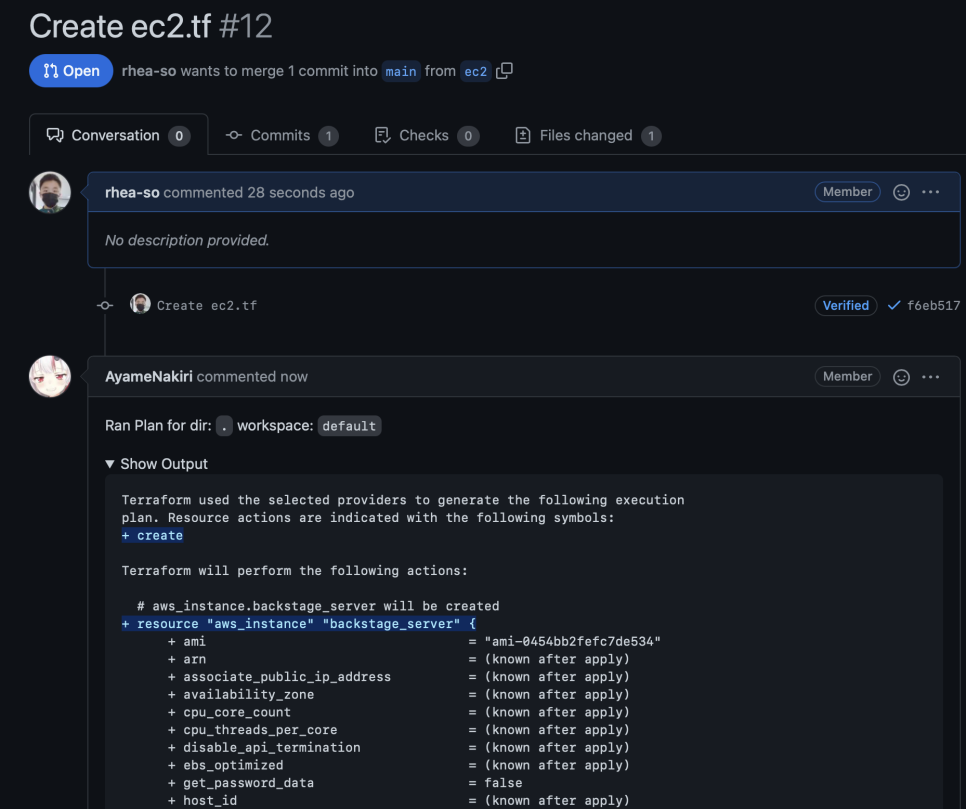 Create ec2.tf #12
Open rhea-so wants to merge 1 commit into main from ec2
Conversation 0 Commits 1 Checks 0 Files changed 1
rhea-so commented 28 seconds ago Member
No description provided.
Create ec2.tf Verified f6eb517
AyameNakiri commented now Member
Ran Plan for dir: . workspace: default
▼ Show Output
Terraform used the selected providers to generate the following execution
plan. Resource actions are indicated with the following symbols:
+ create
Terraform will perform the following actions:
# aws_instance.backstage_server will be created
+ resource "aws_instance" "backstage_server" {
+ ami = "ami-0454bb2fefc7de534"
+ arn = (known after apply)
+ associate_public_ip_address = (known after apply)
+ availability_zone = (known after apply)
+ cpu_core_count = (known after apply)
+ cpu_threads_per_core = (known after apply)
+ disable_api_termination = (known after apply)
+ ebs_optimized = (known after apply)
+ get_password_data = false
+ host_id = (known after apply)